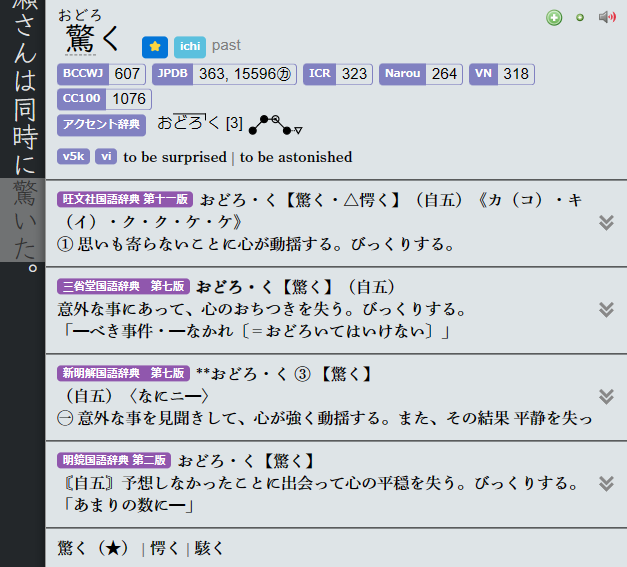 瀬さんは同時に驚いた。
おどろ
驚く
ichi past
BCCWJ 607 JPDB 363, 15596㋕ ICR 323 Narou 264 VN 318
CC100 1076
アクセント辞典 おどろく [3]
v5k vi to be surprised | to be astonished
旺文社国語辞典 第十一版 おどろ・く【驚く・△愕く】（自五）《カ（コ）・キ
（イ）・ク・ク・ケ・ケ》
① 思いも寄らないことに心が動揺する。びっくりする。
三省堂国語辞典　第七版 おどろ・く【驚く】（自五）
意外な事にあって、心のおちつきを失う。びっくりする。
「―べき事件・―なかれ〔＝おどろいてはいけない〕」
新明解国語辞典　第七版 **おどろ・く ③ 【驚く】
（自五）〈なにニ―〉
㊀ 意外な事を見聞きして、心が強く動揺する。また、その結果 平静を失っ
明鏡国語辞典 第二版 おどろ・く【驚く】
〘自五〙予想しなかったことに出会って心の平穏を失う。びっくりする。
「あまりの数に―」
驚く（★） | 愕く | 駭く